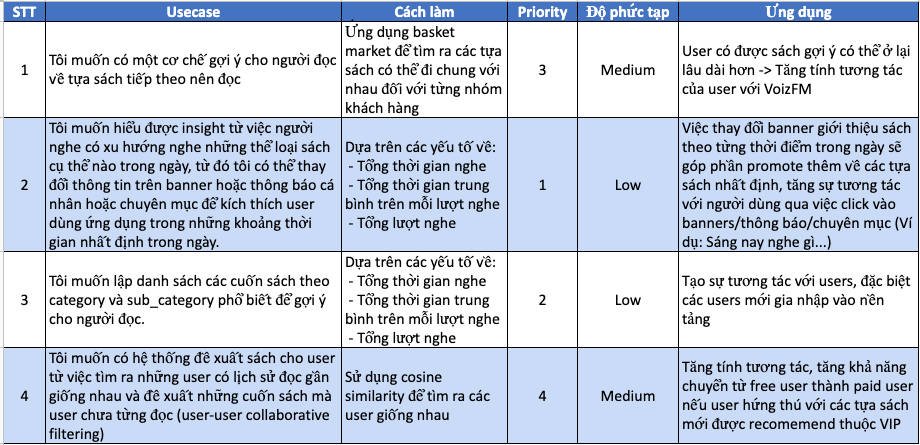 STT Usecase Cách làm Priority Độ phức tạp Ứng dụng
1
Tôi muốn có một cơ chế gợi ý cho người đọc
về tựa sách tiếp theo nên đọc
Ứng dụng basket
market để tìm ra các tựa
sách có thể đi chung với
nhau đối với từng nhóm
khách hàng
3
Medium
User có được sách gợi ý có thể ở lại
lâu dài hơn -> Tăng tính tương tác
của user với VoizFM
2
Tôi muốn hiểu được insight từ việc người
nghe có xu hướng nghe những thể loại sách
cụ thể nào trong ngày, từ đó tôi có thể thay
đổi thông tin trên banner hoặc thông báo cá
nhân hoặc chuyên mục để kích thích user
dùng ứng dụng trong những khoảng thời
gian nhất định trong ngày.
Dựa trên các yếu tố về:
- Tổng thời gian nghe
- Tổng thời gian trung
bình trên mỗi lượt nghe
- Tổng lượt nghe
1
Low
Việc thay đổi banner giới thiệu sách
theo từng thời điểm trong ngày sẽ
góp phần promote thêm về các tựa
sách nhất định, tăng sự tương tác
với người dùng qua việc click vào
banners/thông báo/chuyên mục (Ví
dụ: Sáng nay nghe gì...)
3
Tôi muốn lập danh sách các cuốn sách theo
category và sub_category phổ biết để gợi ý
cho người đọc.
Dựa trên các yếu tố về:
- Tổng thời gian nghe
- Tổng thời gian trung
bình trên mỗi lượt nghe
- Tổng lượt nghe
2
Low
Tạo sự tương tác với users, đặc biệt
các users mới gia nhập vào nền
tảng
4
Tôi muốn có hệ thống đề xuất sách cho user
từ việc tìm ra những user có lịch sử đọc gần
giống nhau và đề xuất những cuốn sách mà
user chưa từng đọc (user-user collaborative
filtering)
Sử dụng cosine
similarity để tìm ra các
user giống nhau
4
Medium
Tăng tính tương tác, tăng khả năng
chuyển từ free user thành paid user
nếu user hứng thú với các tựa sách
mới được recomemend thuộc VIP